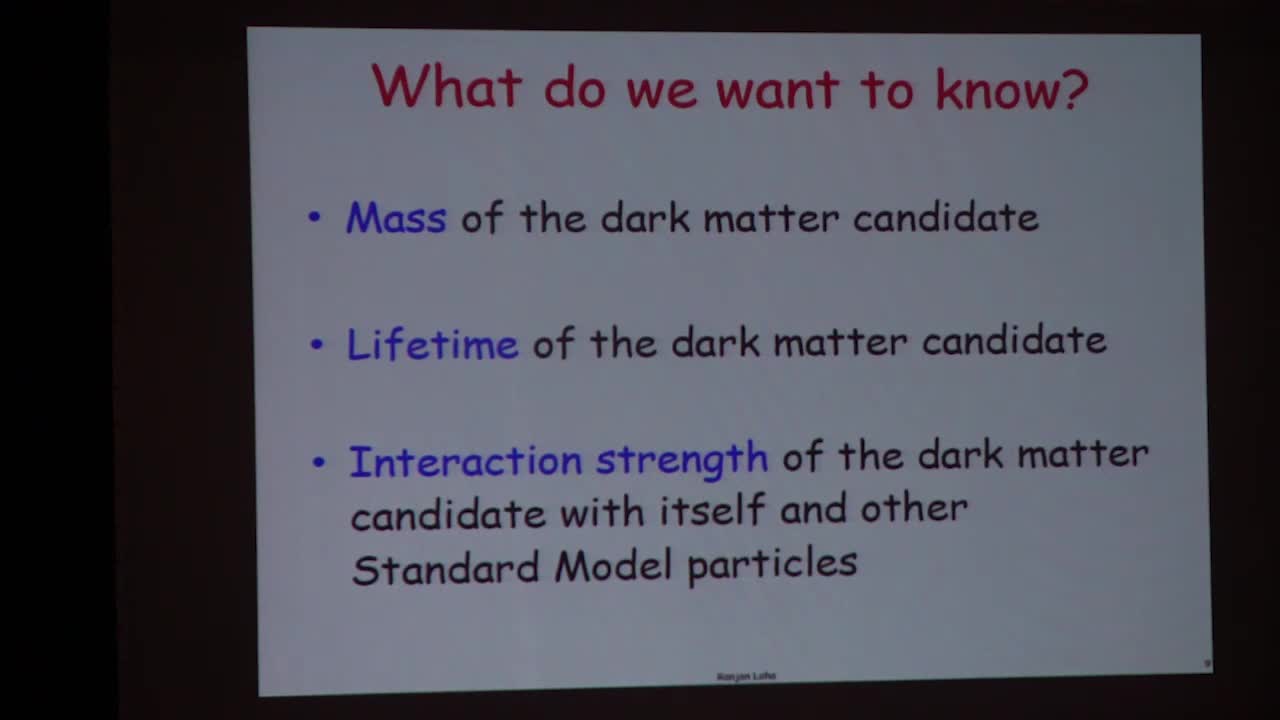 What do we want to know?
• Mass of the dark matter candidate
• Lifetime of the dark matter candidate
• Interaction strength of the dark matter
candidate with itself and other
Standard Model particles
Ranjan Laha
9